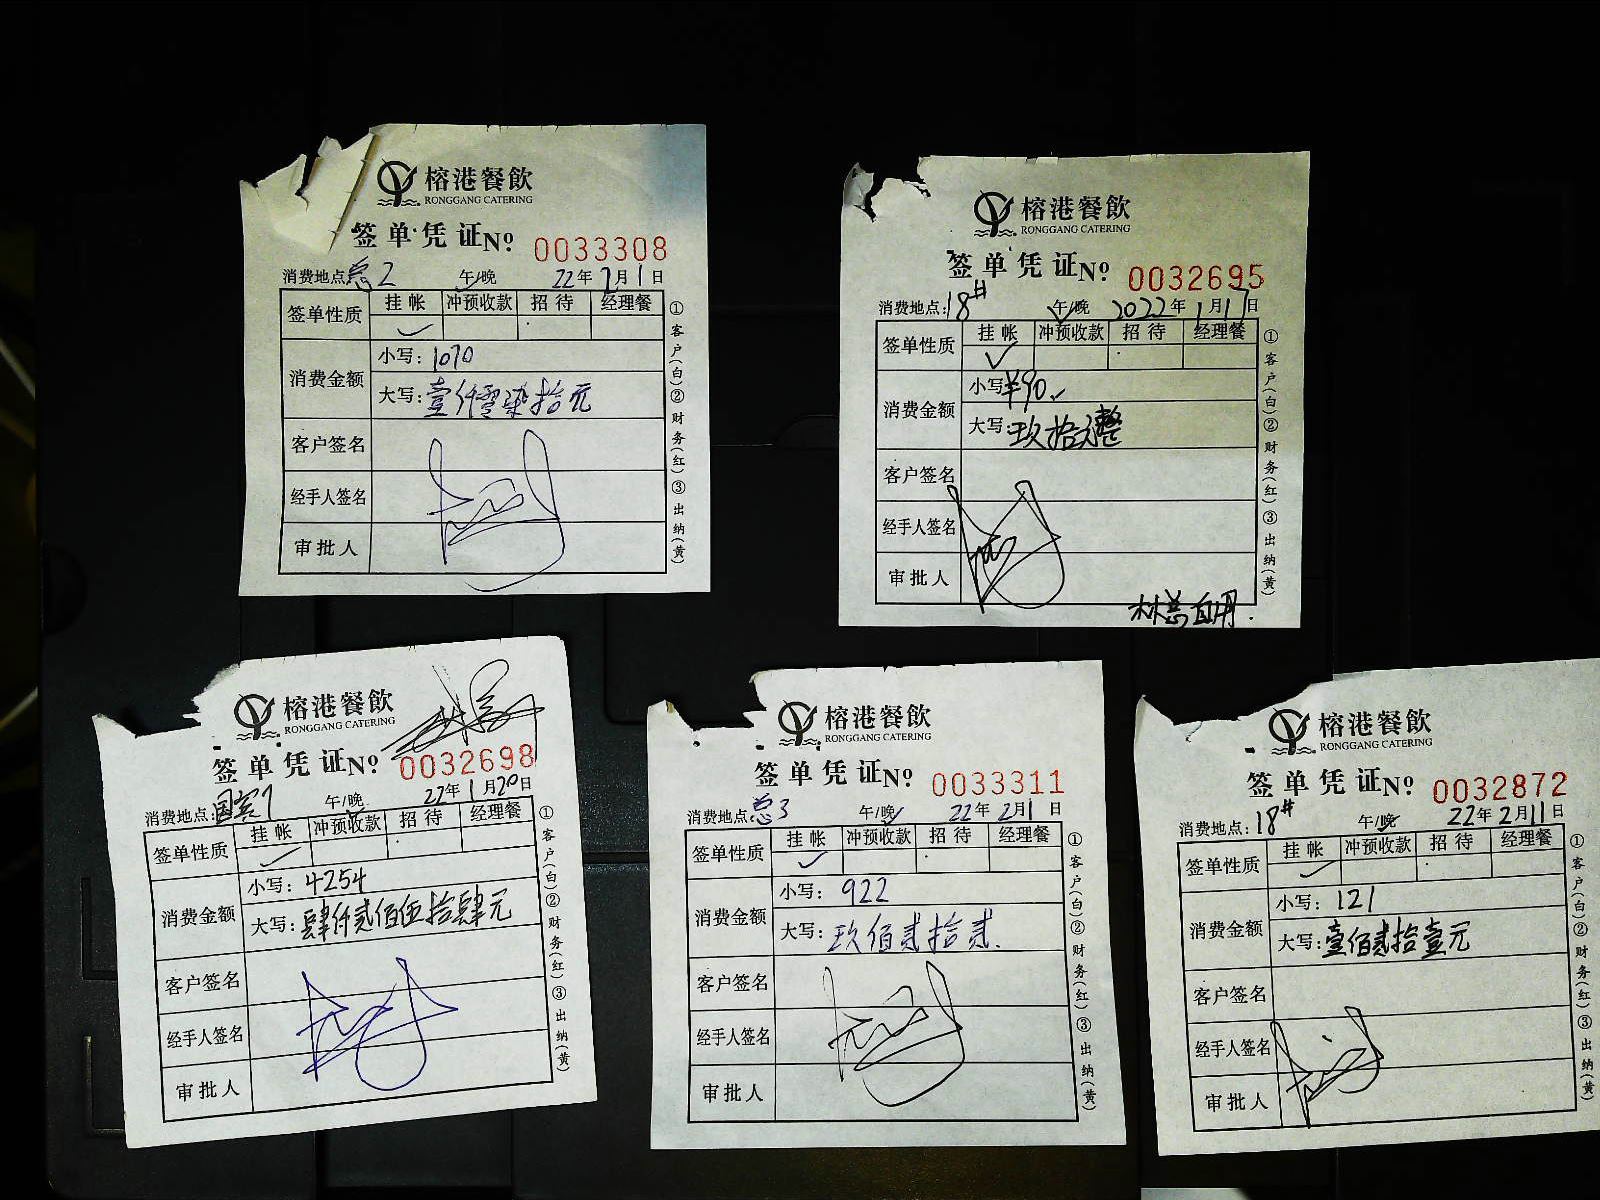 榕港餐飲
RONGGANG CATERING
签单凭证 Nº 0033308
消费地点:总2 午/晚 22年2月1日
签单性质 挂帐 冲预收款 招待 经理餐
消费金额
小写:1070
大写:壹仟零柒拾元
客户签名
经手人签名
审批人
①客户(白)②财务(红)③出纳(黄)
榕港餐飲
RONGGANG CATERING
签单凭证 Nº 0032695
消费地点:18# 午/晚 2022年1月17日
签单性质 挂帐 冲预收款 招待 经理餐
消费金额
小写:¥90.
大写:玖拾元整
客户签名
经手人签名
审批人
林总自用.
①客户(白)②财务(红)③出纳(黄)
榕港餐飲
RONGGANG CATERING
签单凭证 Nº 0032698
消费地点:国宾7 午/晚 22年1月20日
签单性质 挂帐 冲预收款 招待 经理餐
消费金额
小写:4254
大写:肆仟贰佰伍拾肆元
客户签名
经手人签名
审批人
①客户(白)②财务(红)③出纳(黄)
榕港餐飲
RONGGANG CATERING
签单凭证 Nº 0033311
消费地点:总3 午/晚 22年2月1日
签单性质 挂帐 冲预收款 招待 经理餐
消费金额
小写:922
大写:玖佰贰拾贰.
客户签名
经手人签名
审批人
①客户(白)②财务(红)③出纳(黄)
榕港餐飲
RONGGANG CATERING
签单凭证 Nº 0032872
消费地点:18# 午/晚 22年2月11日
签单性质 挂帐 冲预收款 招待 经理餐
消费金额
小写:121
大写:壹佰贰拾壹元
客户签名
经手人签名
审批人
①客户(白)②财务(红)③出纳(黄)